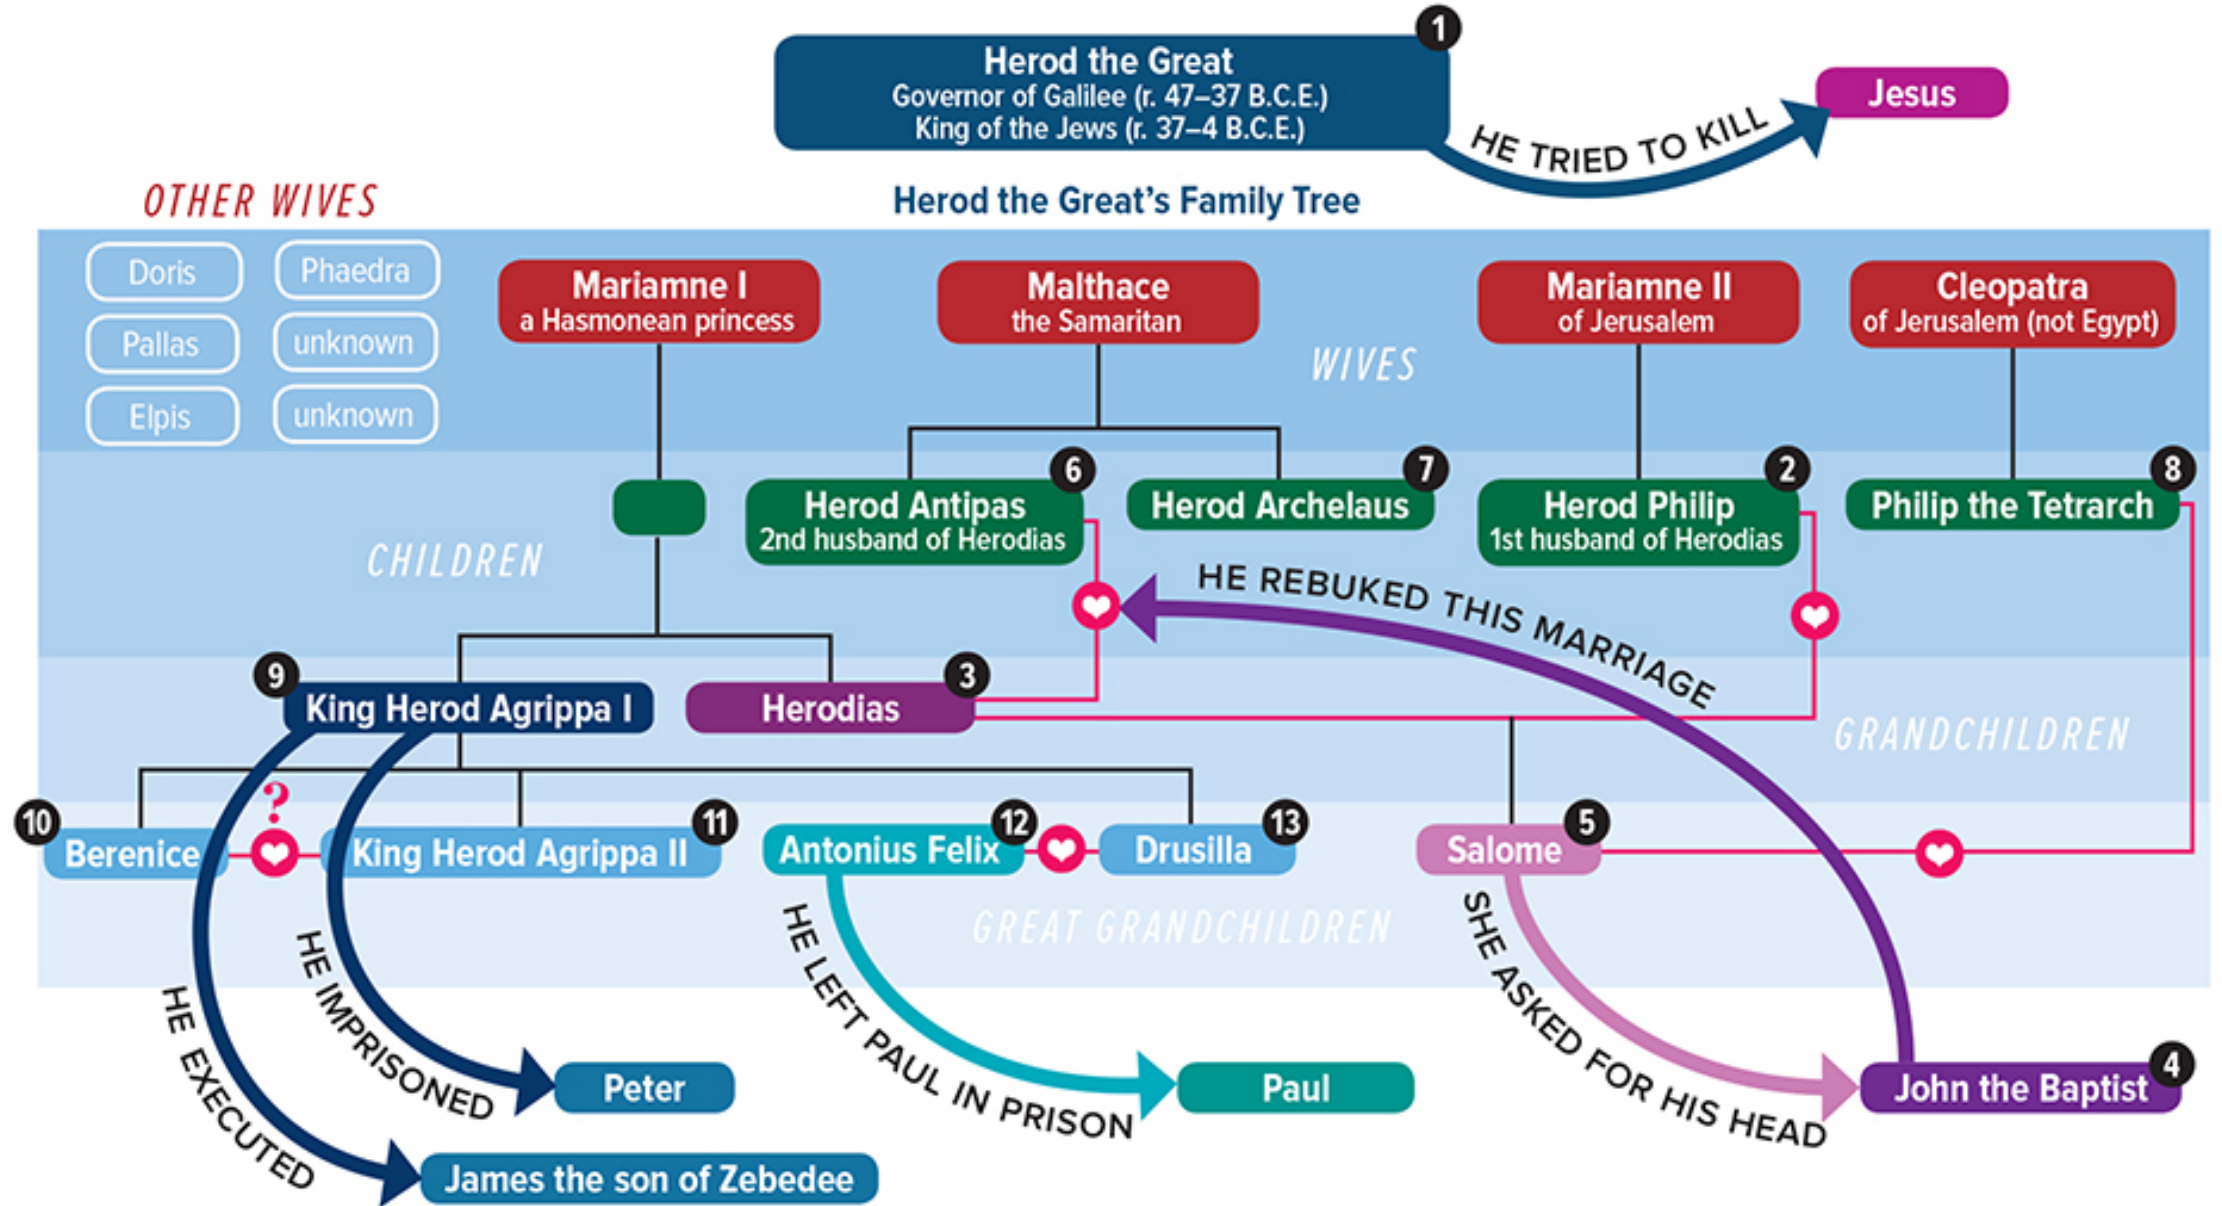 1
Herod the Great
Governor of Galilee (r. 47–37 B.C.E.)
King of the Jews (r. 37–4 B.C.E.)
Jesus
HE TRIED TO KILL
OTHER WIVES
Herod the Great's Family Tree
Doris
Phaedra
Pallas
unknown
Elpis
unknown
Mariamne I
a Hasmonean princess
Malthace
the Samaritan
Mariamne II
of Jerusalem
Cleopatra
of Jerusalem (not Egypt)
WIVES
6
Herod Antipas
2nd husband of Herodias
7
Herod Archelaus
2
Herod Philip
1st husband of Herodias
8
Philip the Tetrarch
CHILDREN
HE REBUKED THIS MARRIAGE
9
King Herod Agrippa I
3
Herodias
GRANDCHILDREN
10
Berenice
?
11
King Herod Agrippa II
12
Antonius Felix
13
Drusilla
5
Salome
GREAT GRANDCHILDREN
HE EXECUTED
HE IMPRISONED
HE LEFT PAUL IN PRISON
SHE ASKED FOR HIS HEAD
Peter
Paul
4
John the Baptist
James the son of Zebedee